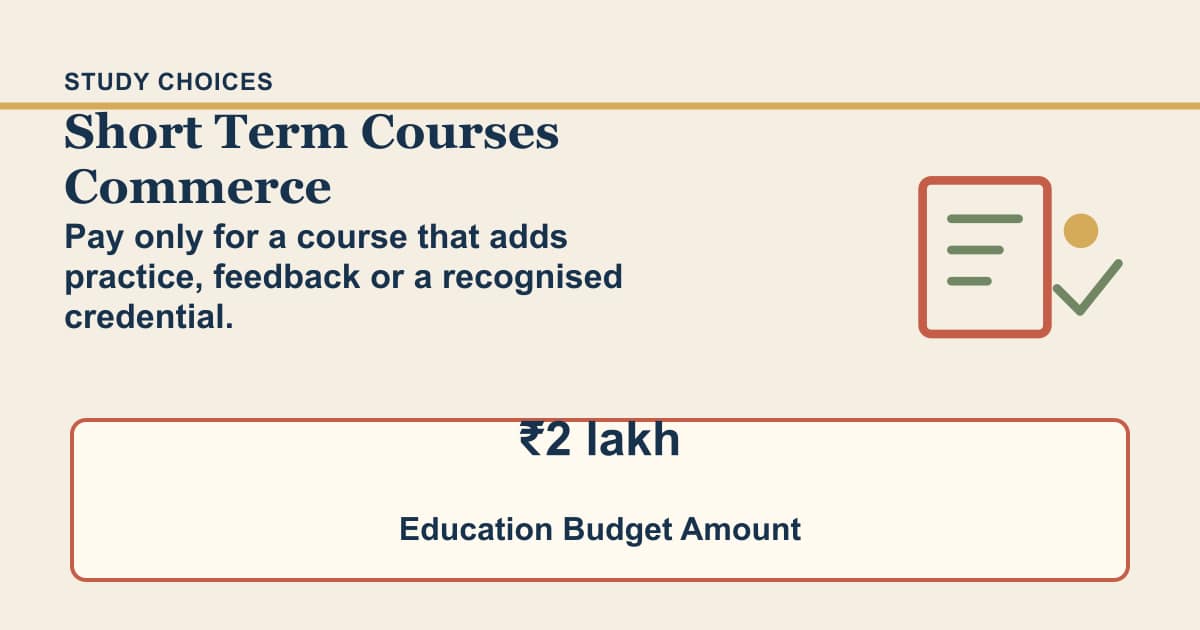 STUDY CHOICES
Short Term Courses
Commerce
Pay only for a course that adds
practice, feedback or a recognised
credential.
₹2 lakh
Education Budget Amount